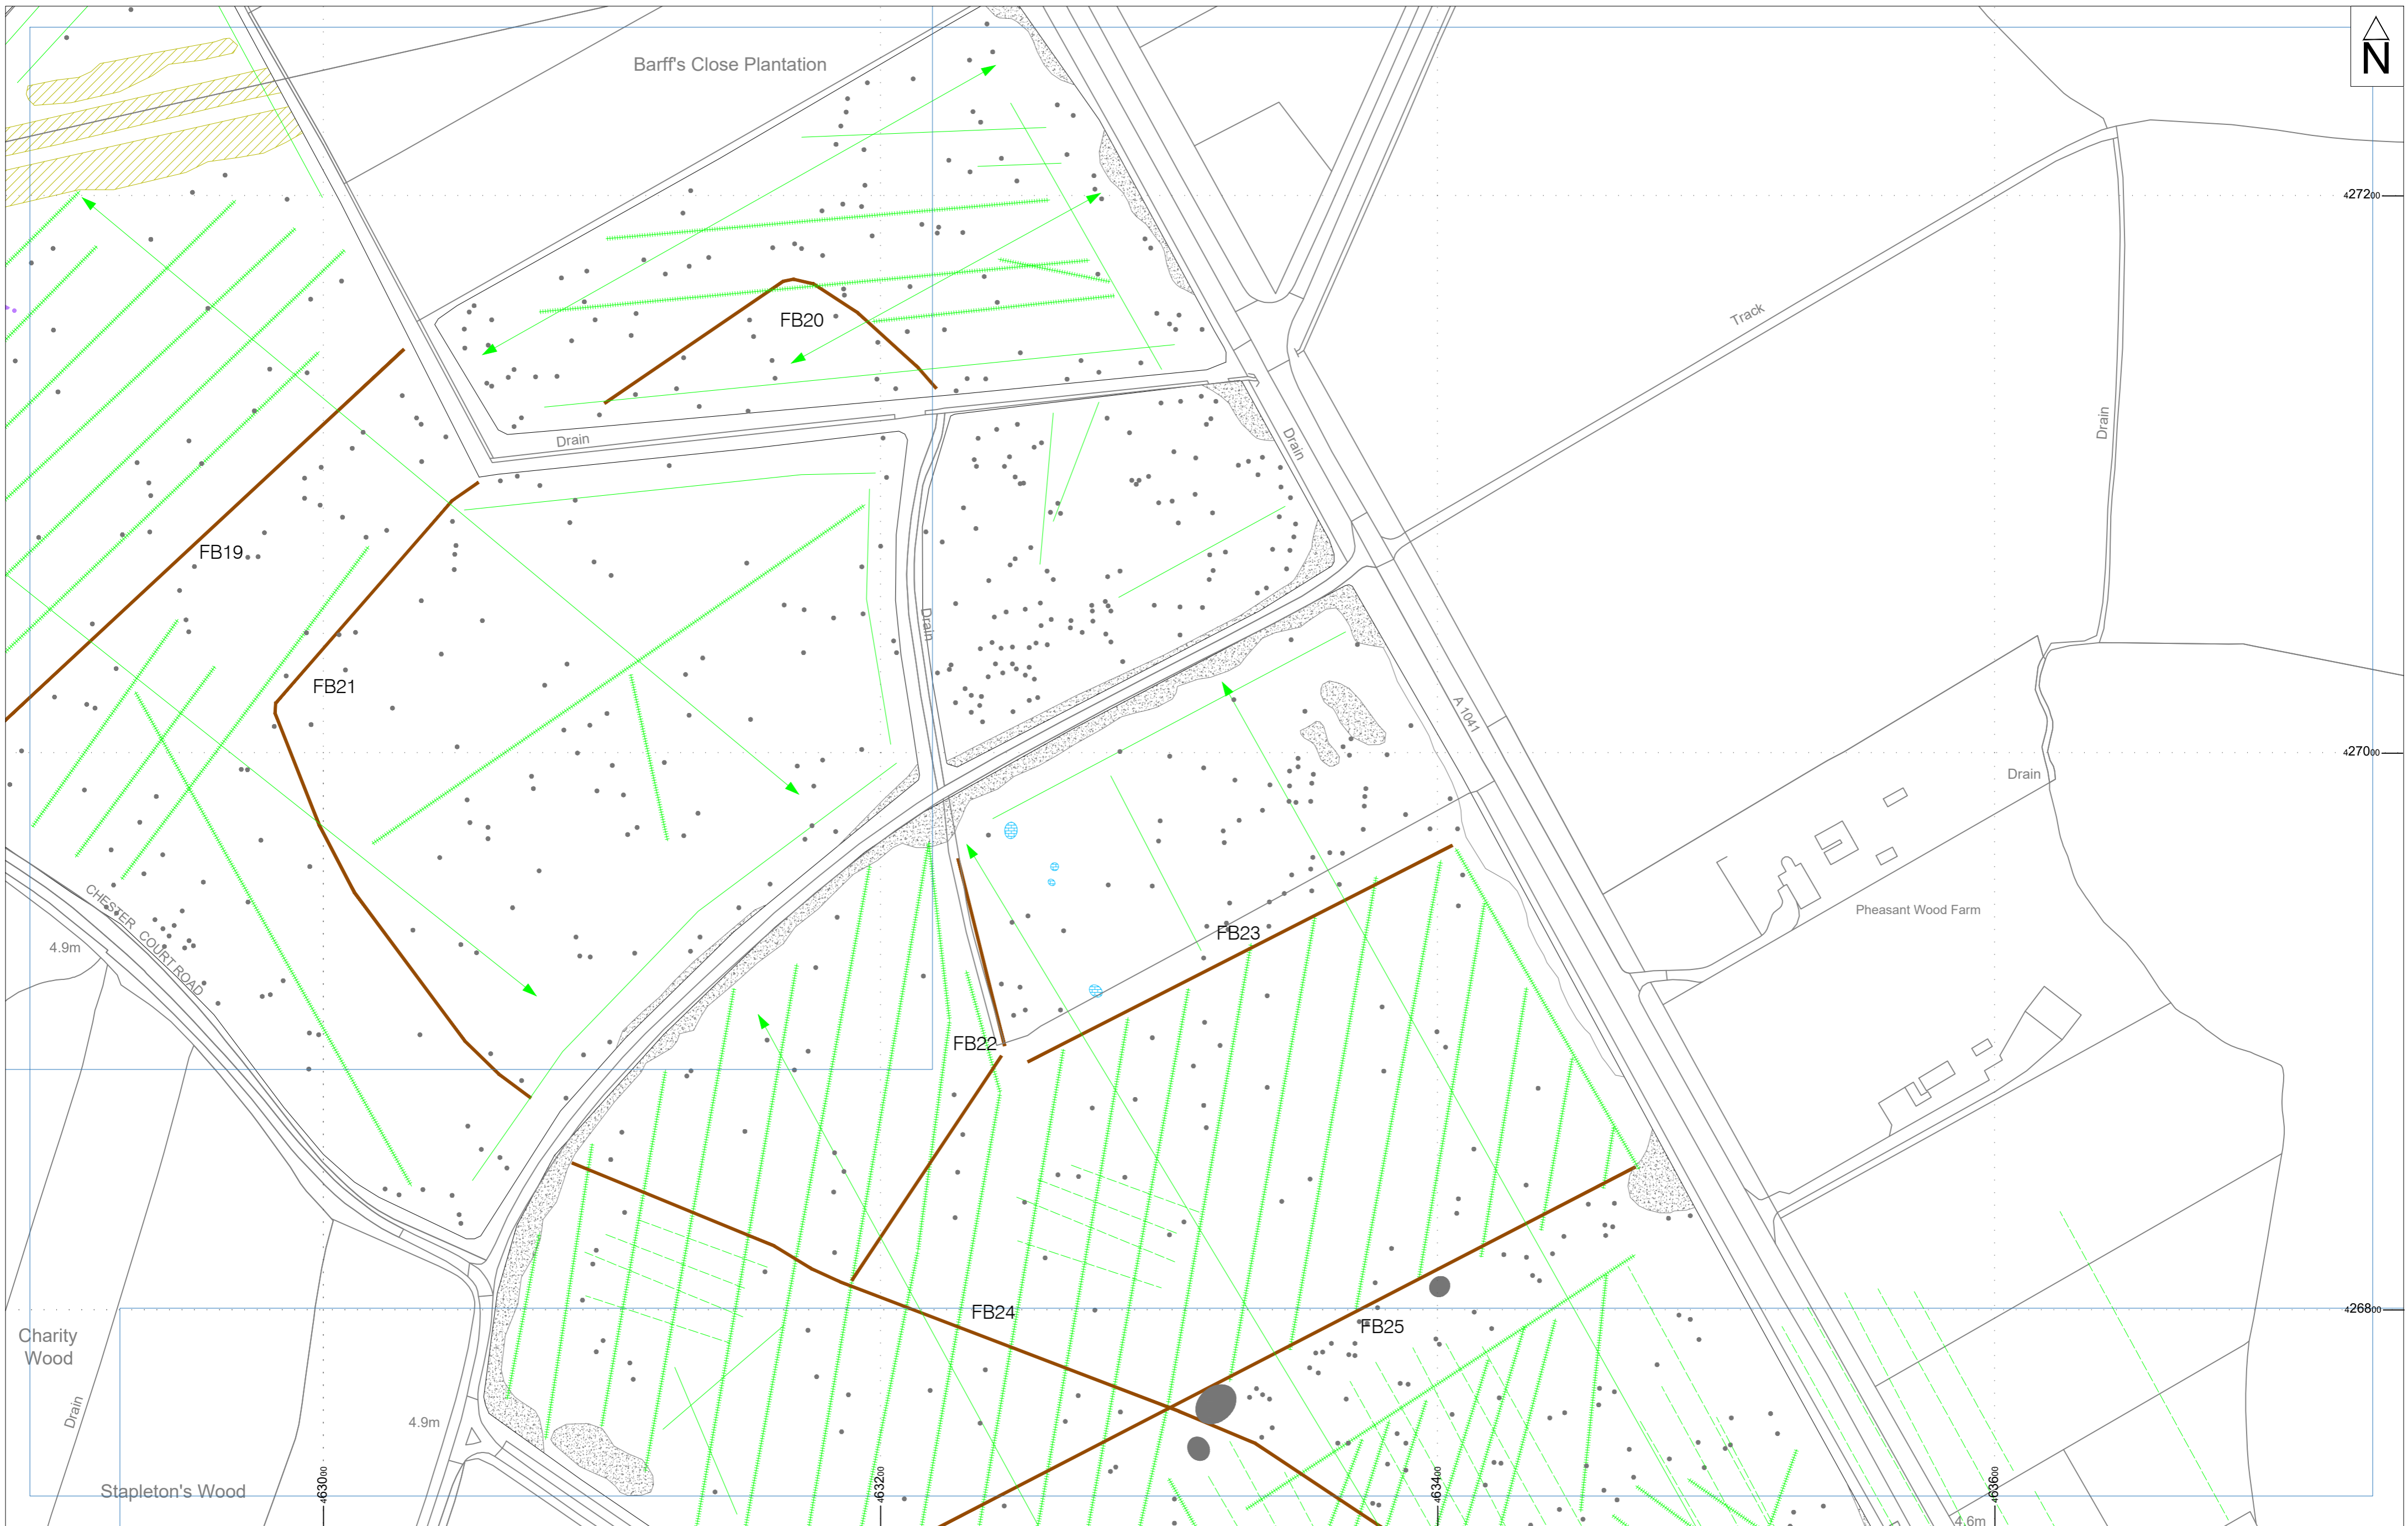 N
Barff's Close Plantation
427200
Track
FB20
Drain
Drain
Drain
FB19
Drain
FB21
A 1041
427000
Drain
CHESTER COURT ROAD
4.9m
Pheasant Wood Farm
FB23
FB22
FB24
426800
FB25
Charity
Wood
Drain
4.9m
Stapleton's Wood
463000
463200
463400
463600
4.6m